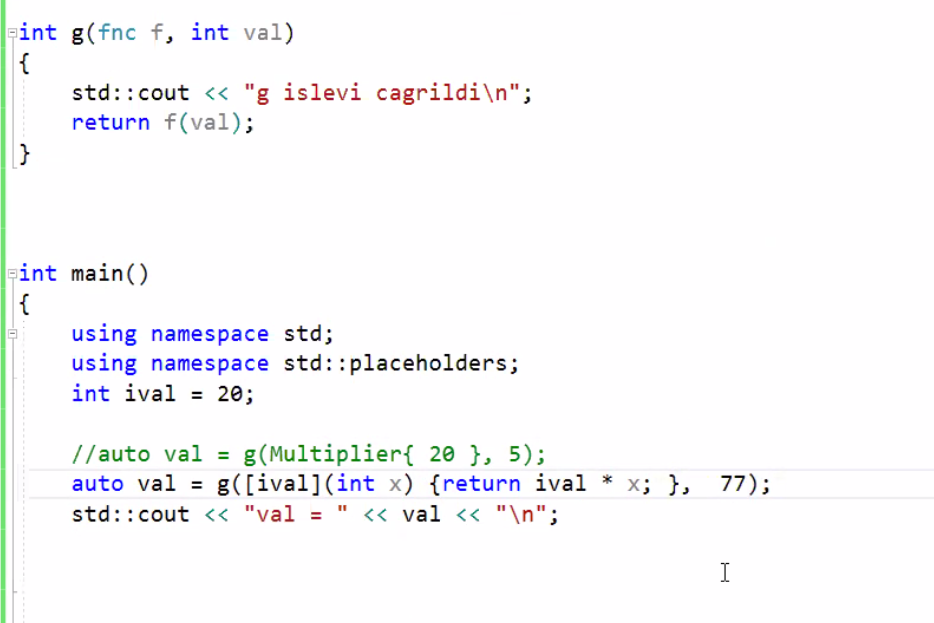 int g(fnc f, int val)
{
    std::cout << "g islevi cagrildi\n";
    return f(val);
}
int main()
{
    using namespace std;
    using namespace std::placeholders;
    int ival = 20;
    //auto val = g(Multiplier{ 20 }, 5);
    auto val = g([ival](int x) {return ival * x; },  77);
    std::cout << "val = " << val << "\n";